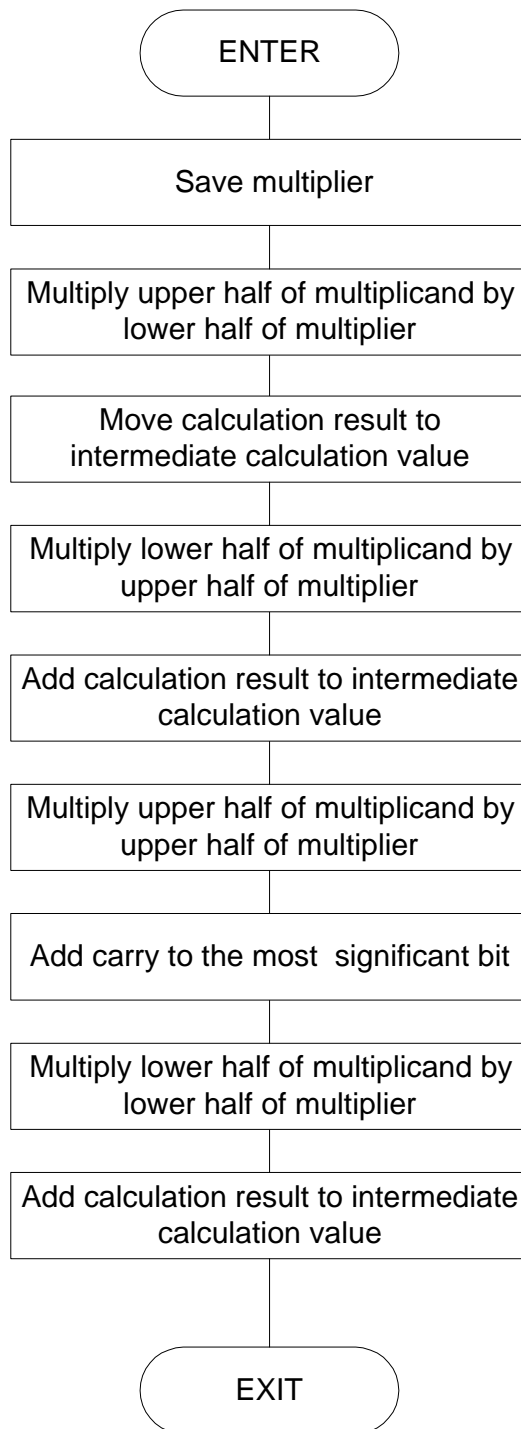 ENTER
Save multiplier
Multiply upper half of multiplicand by
lower half of multiplier
Move calculation result to
intermediate calculation value
Multiply lower half of multiplicand by
upper half of multiplier
Add calculation result to intermediate
calculation value
Multiply upper half of multiplicand by
upper half of multiplier
Add carry to the most  significant bit
Multiply lower half of multiplicand by
lower half of multiplier
Add calculation result to intermediate
calculation value
EXIT